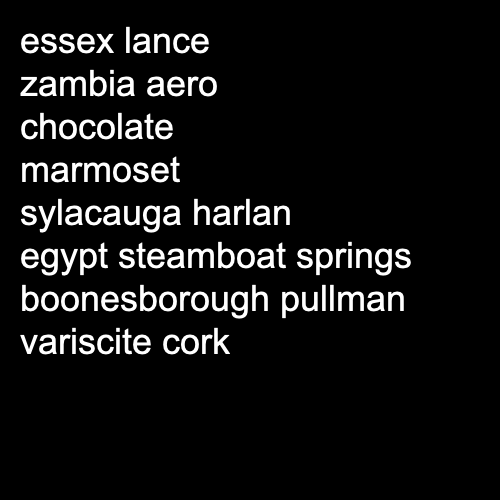 essex lance
zambia aero
chocolate
marmoset
sylacauga harlan
egypt steamboat springs
boonesborough pullman
variscite cork